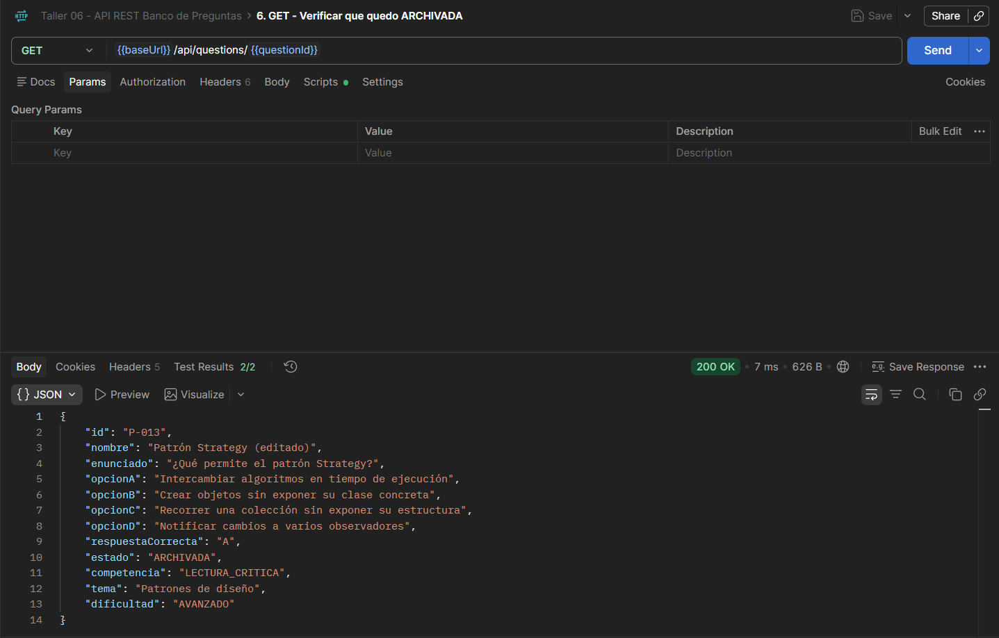 HTTP Taller 06 - API REST Banco de Preguntas > 6. GET - Verificar que quedo ARCHIVADA Save Share
GET {{baseUrl}} /api/questions/ {{questionId}} Send
Docs Params Authorization Headers 6 Body Scripts Settings Cookies
Query Params
Key Value Description Bulk Edit
Key Value Description
Body Cookies Headers 5 Test Results 2/2 200 OK • 7 ms • 626 B • e.g. Save Response
{} JSON Preview Visualize
1 {
2 "id": "P-013",
3 "nombre": "Patrón Strategy (editado)",
4 "enunciado": "¿Qué permite el patrón Strategy?",
5 "opcionA": "Intercambiar algoritmos en tiempo de ejecución",
6 "opcionB": "Crear objetos sin exponer su clase concreta",
7 "opcionC": "Recorrer una colección sin exponer su estructura",
8 "opcionD": "Notificar cambios a varios observadores",
9 "respuestaCorrecta": "A",
10 "estado": "ARCHIVADA",
11 "competencia": "LECTURA_CRITICA",
12 "tema": "Patrones de diseño",
13 "dificultad": "AVANZADO"
14 }